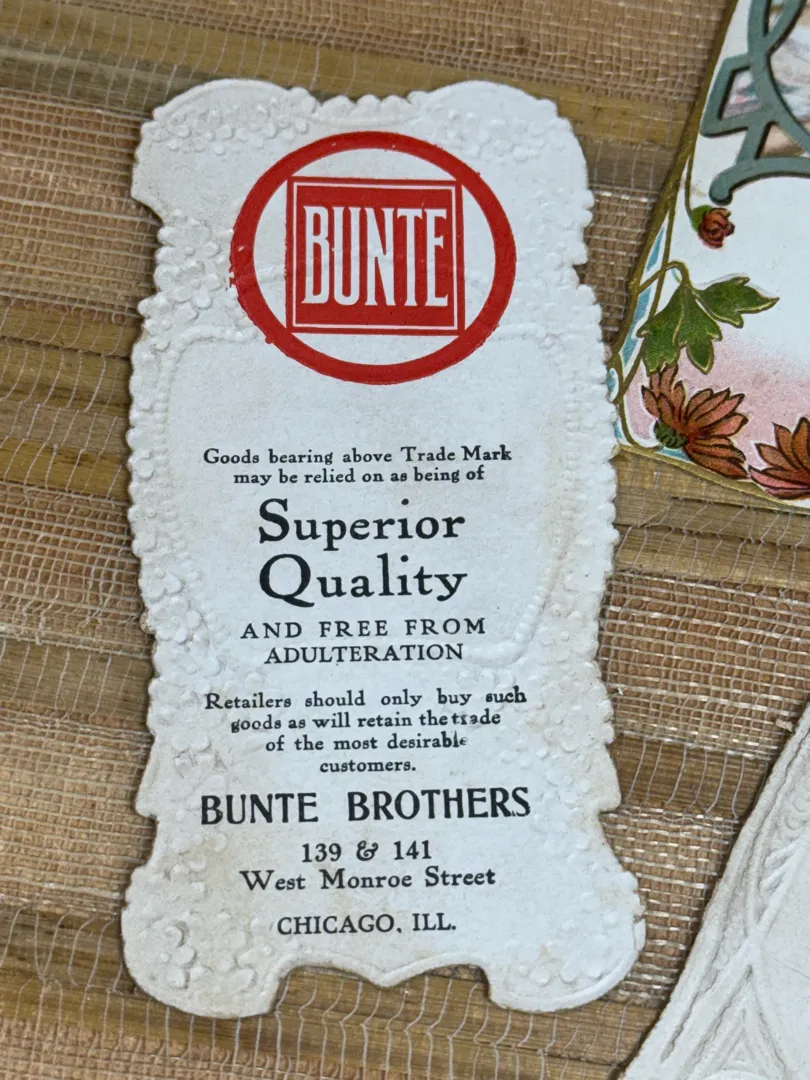 BUNTE
Goods bearing above Trade Mark
may be relied on as being of
Superior
Quality
AND FREE FROM
ADULTERATION
Retailers should only buy such
goods as will retain the trade
of the most desirable
customers.
BUNTE BROTHERS
139 & 141
West Monroe Street
CHICAGO, ILL.